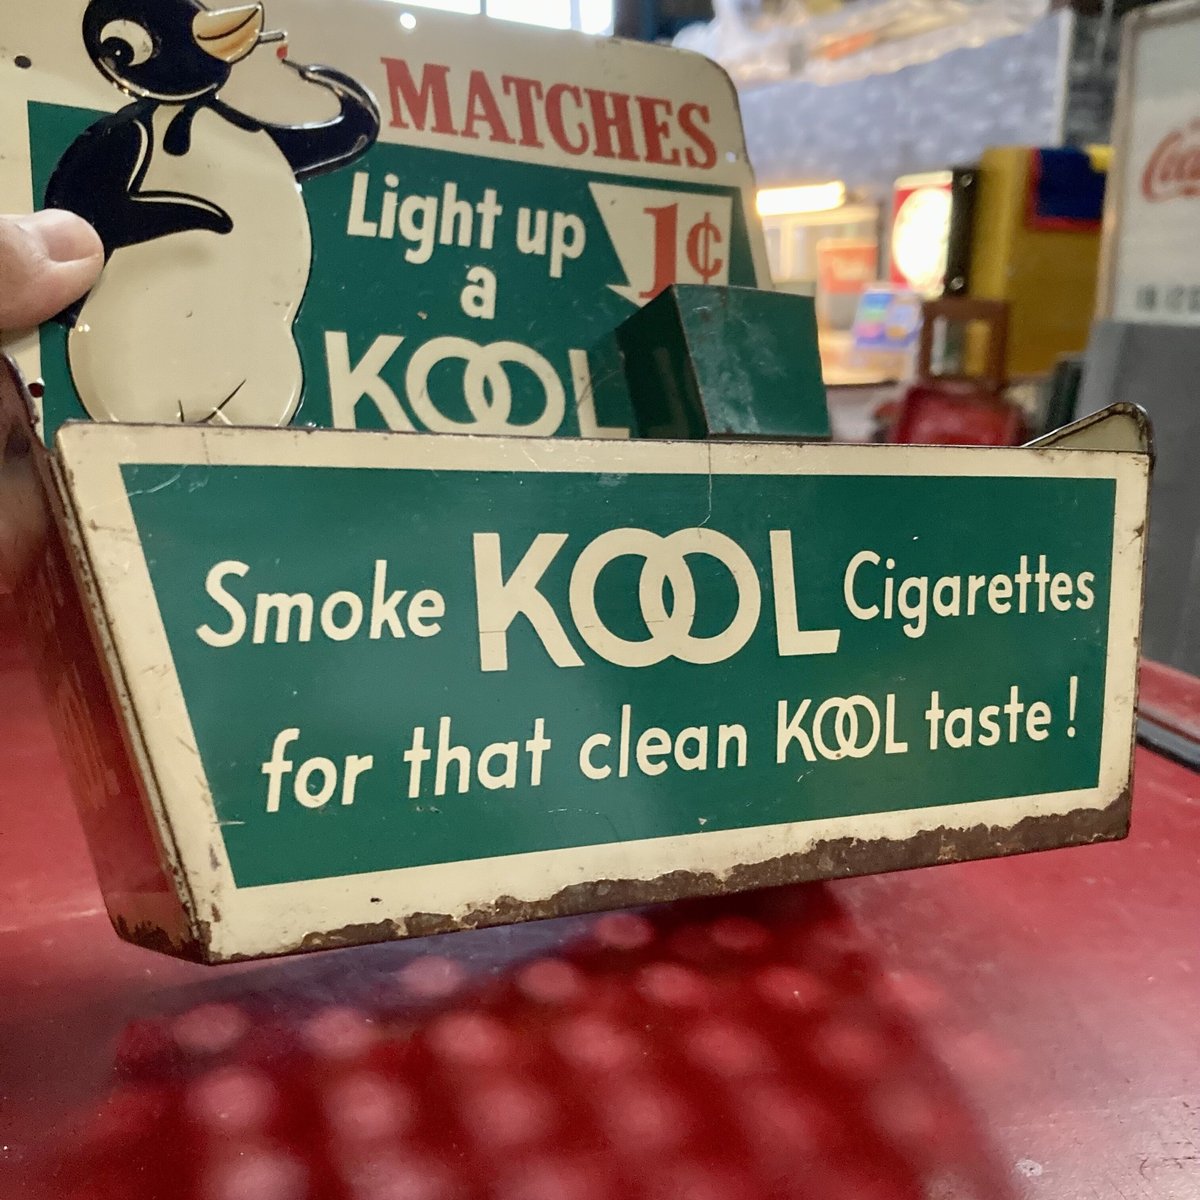 MATCHES
Light up
1¢
a
KOOL
Smoke KOOL Cigarettes
for that clean KOOL taste!